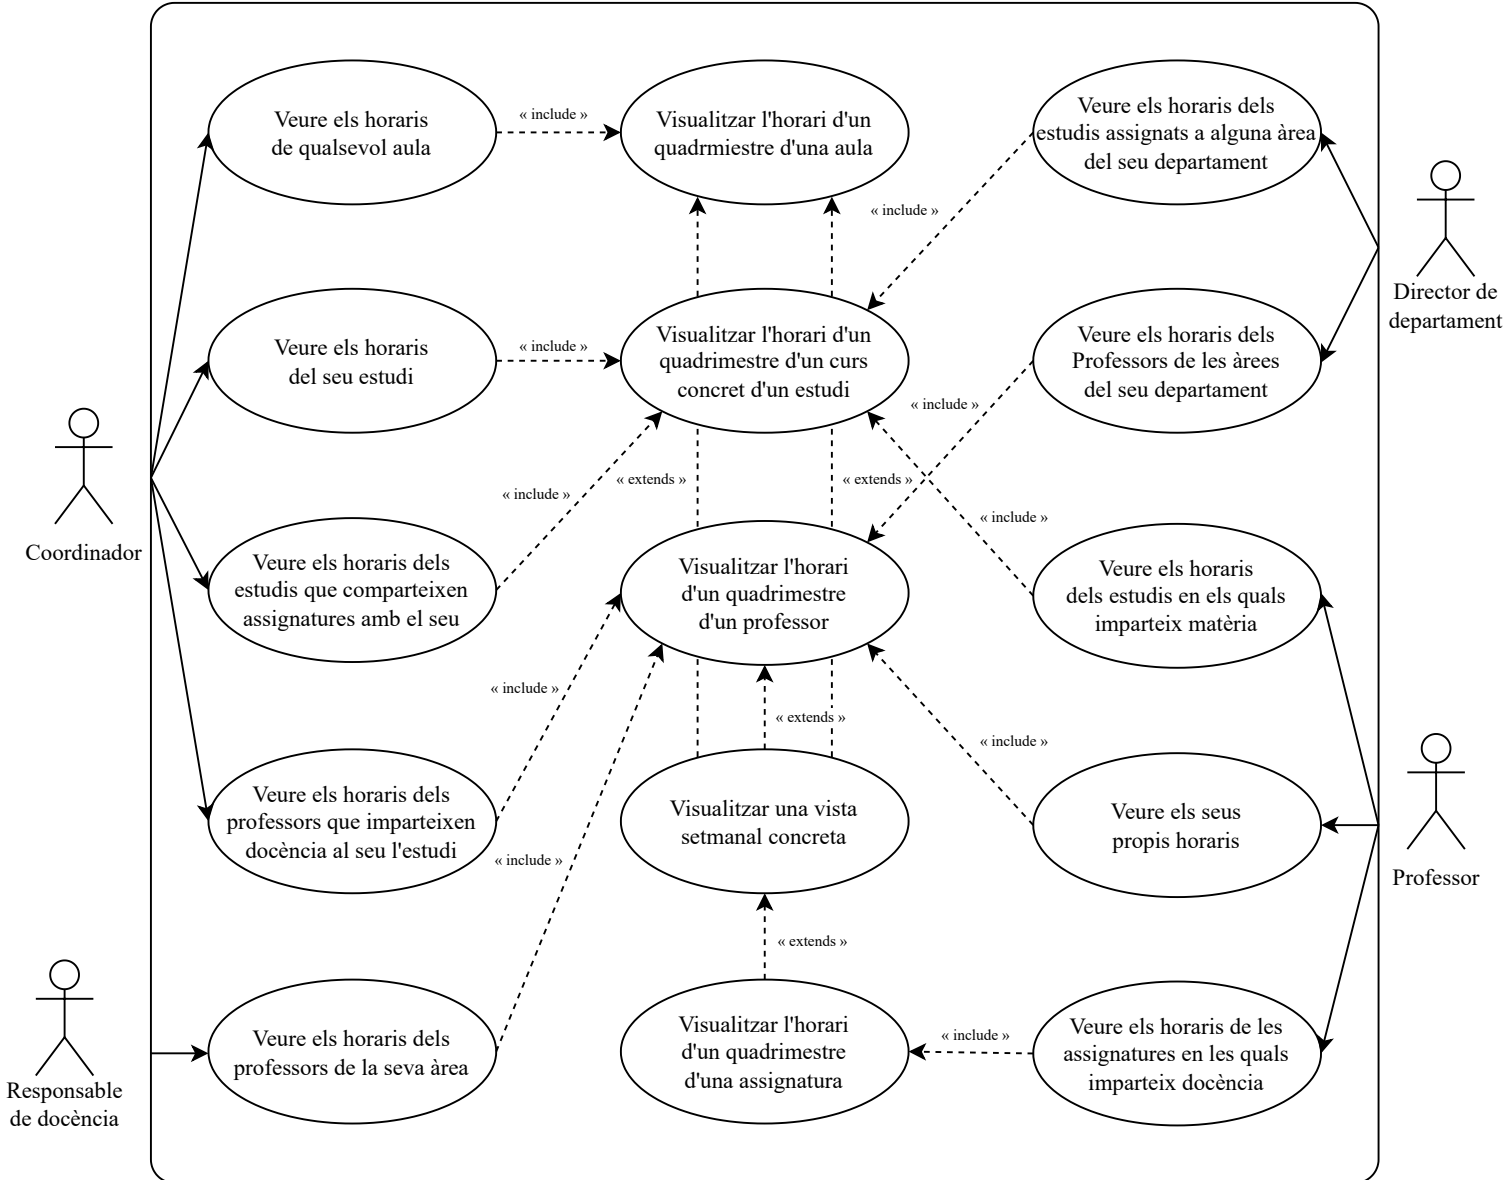 Veure els horaris
de qualsevol aula
« include »
Visualitzar l'horari d'un
quadrmiestre d'una aula
Veure els horaris dels
estudis assignats a alguna àrea
del seu departament
« include »
Director de
departament
Veure els horaris
del seu estudi
« include »
Visualitzar l'horari d'un
quadrimestre d'un curs
concret d'un estudi
Veure els horaris dels
Professors de les àrees
del seu departament
« include »
« extends »
« extends »
« include »
« include »
Coordinador
Veure els horaris dels
estudis que comparteixen
assignatures amb el seu
Visualitzar l'horari
d'un quadrimestre
d'un professor
Veure els horaris
dels estudis en els quals
imparteix matèria
« include »
« extends »
« include »
Veure els horaris dels
professors que imparteixen
docència al seu l'estudi
« include »
Visualitzar una vista
setmanal concreta
Veure els seus
propis horaris
Professor
« extends »
Responsable
de docència
Veure els horaris dels
professors de la seva àrea
Visualitzar l'horari
d'un quadrimestre
d'una assignatura
« include »
Veure els horaris de les
assignatures en les quals
imparteix docència